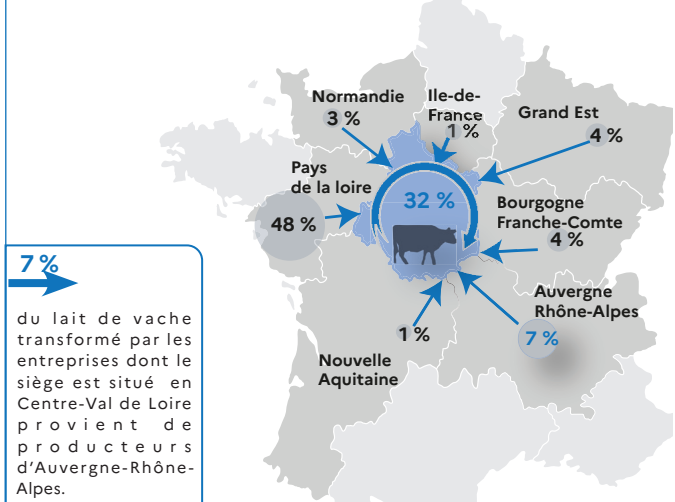 Normandie
3 %
Ile-de-
France
1 %
Grand Est
4 %
Pays
de la loire
48 %
32 %
Bourgogne
Franche-Comte
4 %
Auvergne
Rhône-Alpes
7 %
1 %
Nouvelle
Aquitaine
7 %
du lait de vache
transformé par les
entreprises dont le
siège est situé en
Centre-Val de Loire
provient de
producteurs
d'Auvergne-Rhône-
Alpes.